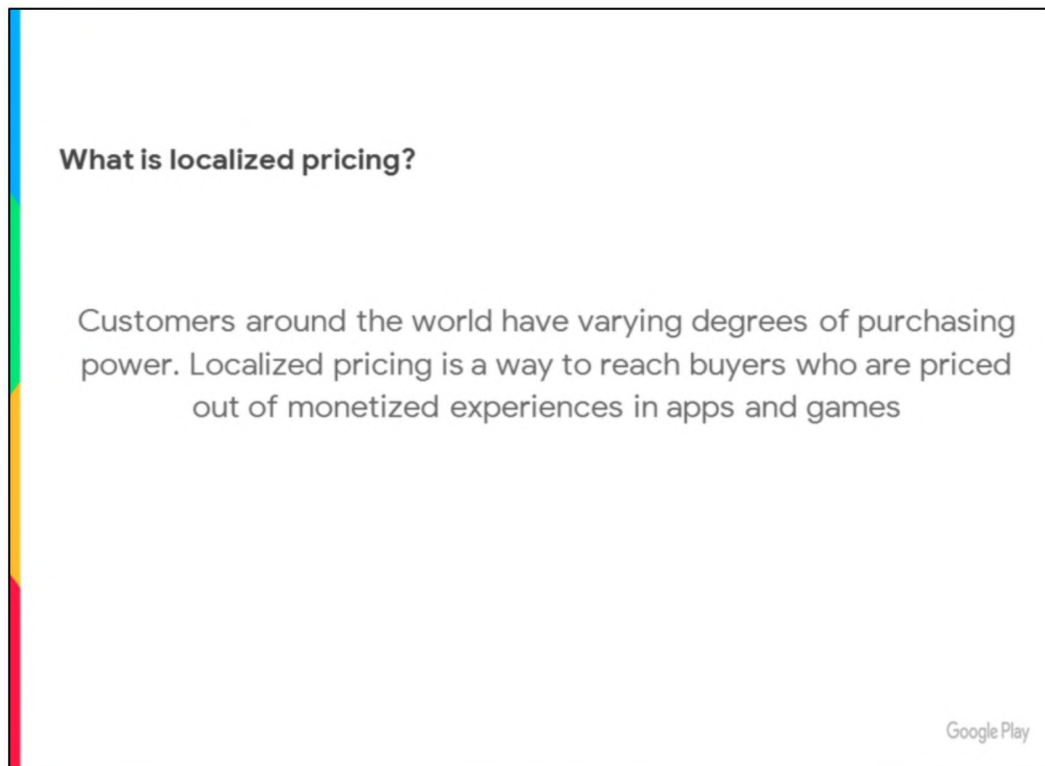 What is localized pricing?
Customers around the world have varying degrees of purchasing
power. Localized pricing is a way to reach buyers who are priced
out of monetized experiences in apps and games
Google Play